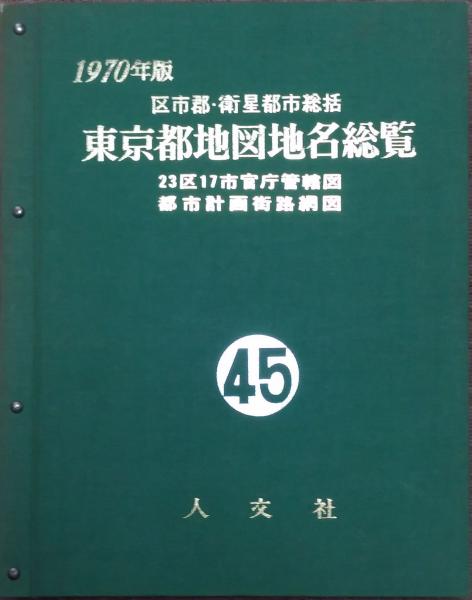 1970年版
区市郡・衛星都市総括
東京都地図地名総覧
23区17市官庁管轄図
都市計画街路網図
45
人文社